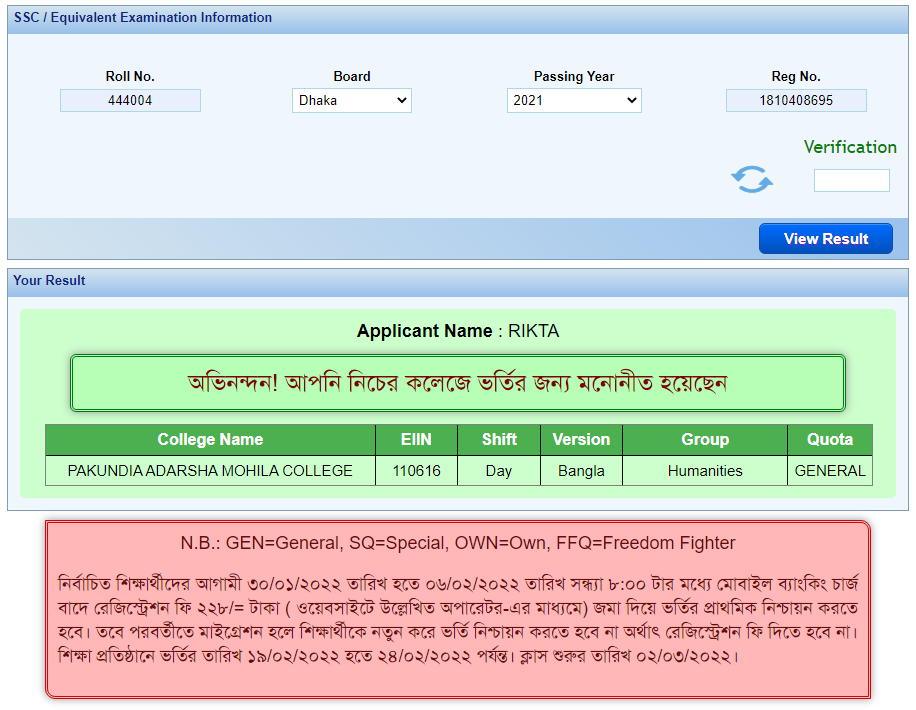 SSC / Equivalent Examination Information
Roll No. Board Passing Year Reg No.
444004 Dhaka 2021 1810408695
Verification
View Result
Your Result
Applicant Name : RIKTA
অভিনন্দন! আপনি নিচের কলেজে ভর্তির জন্য মনোনীত হয়েছেন
College Name EIIN Shift Version Group Quota
PAKUNDIA ADARSHA MOHILA COLLEGE 110616 Day Bangla Humanities GENERAL
N.B.: GEN=General, SQ=Special, OWN=Own, FFQ=Freedom Fighter
নির্বাচিত শিক্ষার্থীদের আগামী ৩০/০১/২০২২ তারিখ হতে ০৬/০২/২০২২ তারিখ সন্ধ্যা ৮:০০ টার মধ্যে মোবাইল ব্যাংকিং চার্জ
বাদে রেজিস্ট্রেশন ফি ২২৮/= টাকা ( ওয়েবসাইটে উল্লেখিত অপারেটর-এর মাধ্যমে) জমা দিয়ে ভর্তির প্রাথমিক নিশ্চায়ন করতে
হবে। তবে পরবর্তীতে মাইগ্রেশন হলে শিক্ষার্থীকে নতুন করে ভর্তি নিশ্চায়ন করতে হবে না অর্থাৎ রেজিস্ট্রেশন ফি দিতে হবে না।
শিক্ষা প্রতিষ্ঠানে ভর্তির তারিখ ১৯/০২/২০২২ হতে ২৪/০২/২০২২ পর্যন্ত। ক্লাস শুরুর তারিখ ০২/০৩/২০২২।